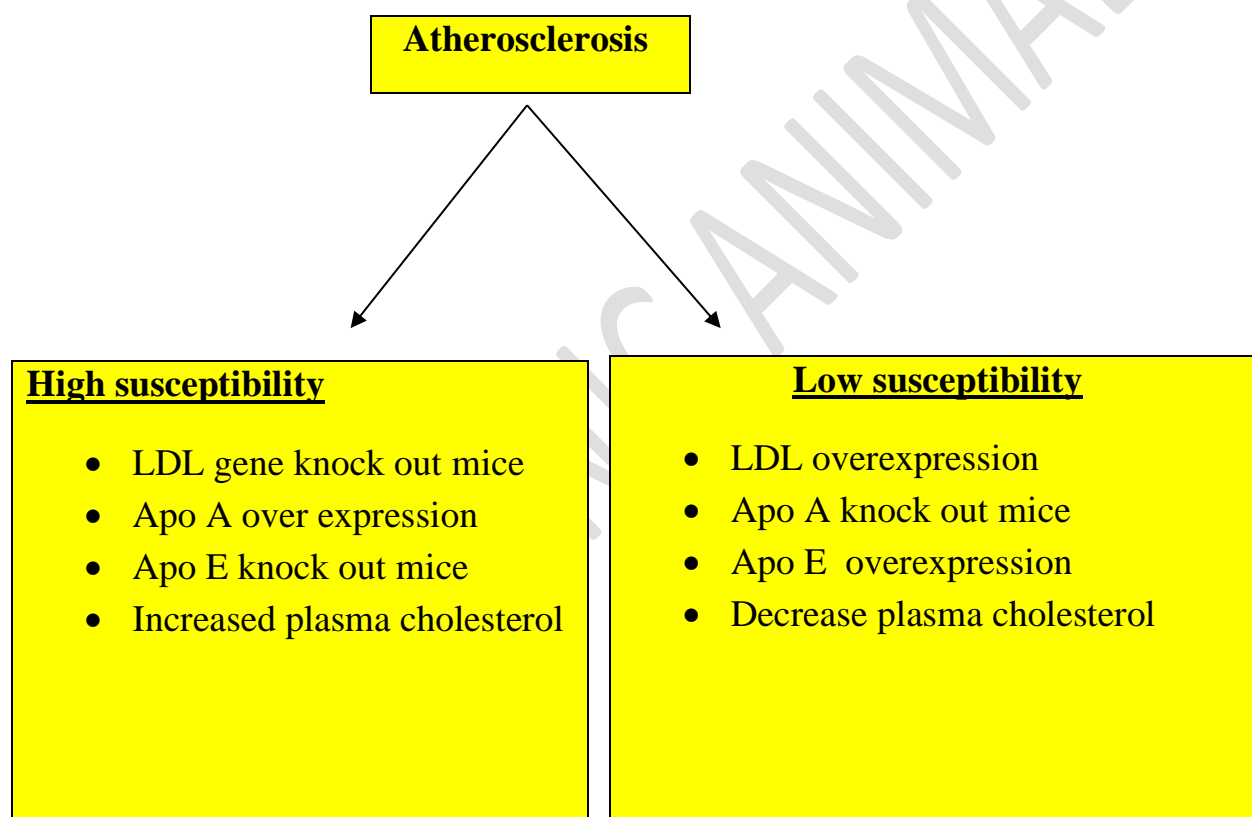 Atherosclerosis
High susceptibility
• LDL gene knock out mice
• Apo A over expression
• Apo E knock out mice
• Increased plasma cholesterol
Low susceptibility
• LDL overexpression
• Apo A knock out mice
• Apo E  overexpression
• Decrease plasma cholesterol